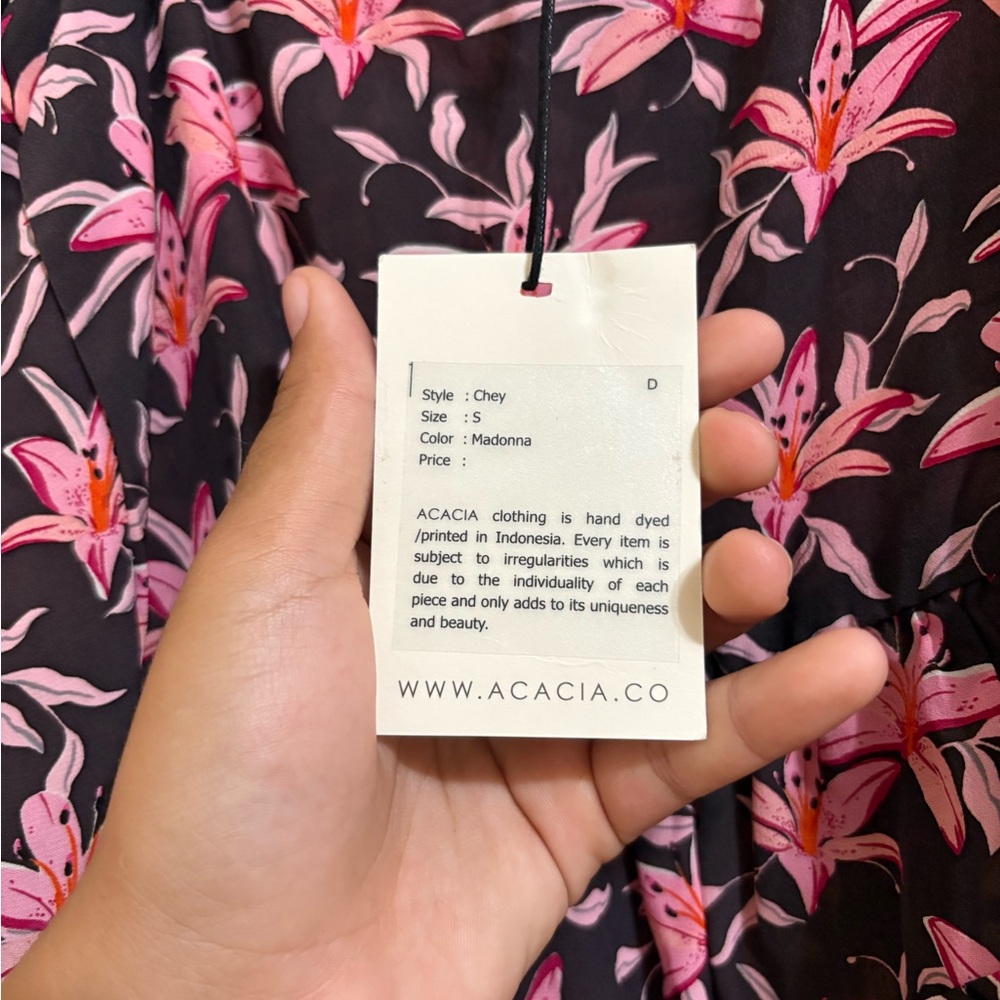 D
Style : Chey
Size : S
Color : Madonna
Price :
ACACIA clothing is hand dyed
/printed in Indonesia. Every item is
subject to irregularities which is
due to the individuality of each
piece and only adds to its uniqueness
and beauty.
WWW.ACACIA.CO